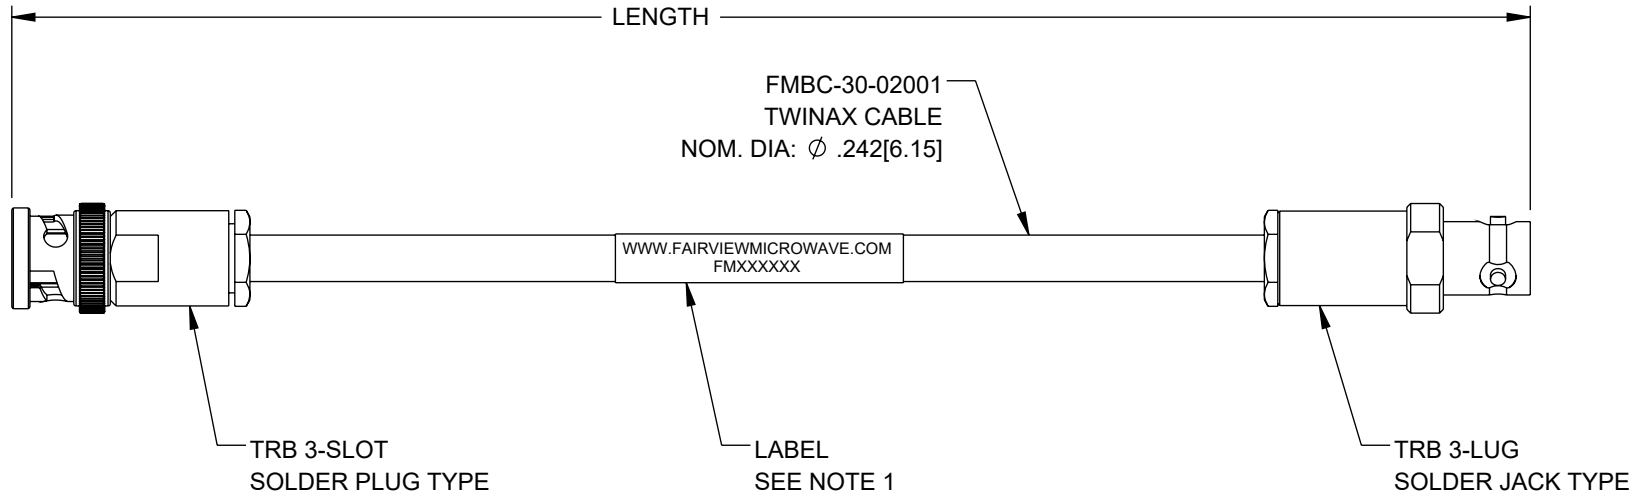 LENGTH
FMBC-30-02001
TWINAX CABLE
NOM. DIA: ∅ .242[6.15]
WWW.FAIRVIEWMICROWAVE.COM
FMXXXXXX
TRB 3-SLOT
SOLDER PLUG TYPE
LABEL
SEE NOTE 1
TRB 3-LUG
SOLDER JACK TYPE